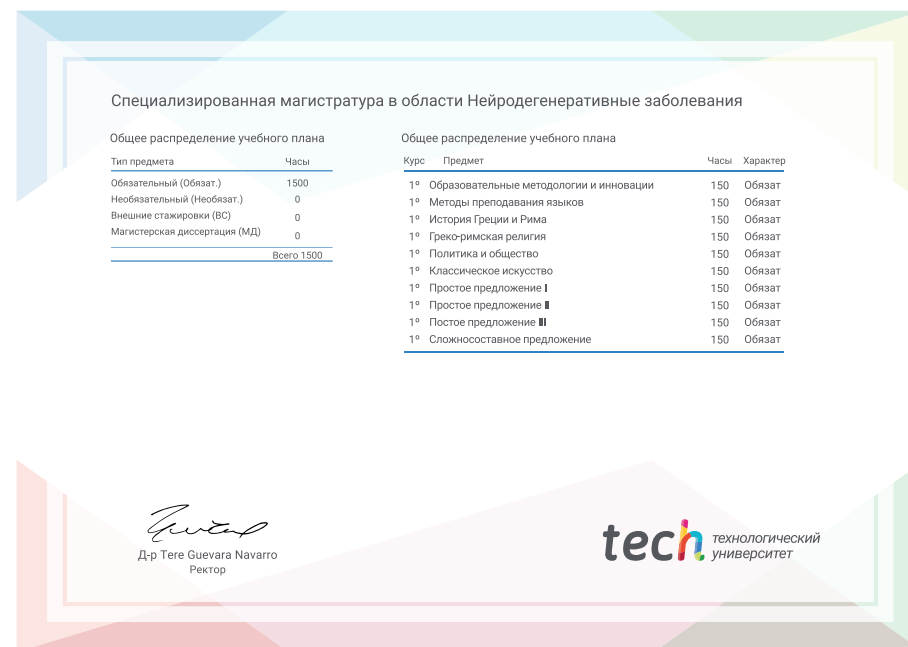 Специализированная магистратура в области Нейродегенеративные заболевания
Общее распределение учебного плана
Тип предмета Часы
Обязательный (Обязат.) 1500
Необязательный (Необязат.) 0
Внешние стажировки (ВС) 0
Магистерская диссертация (МД) 0
Всего 1500
Общее распределение учебного плана
Курс Предмет Часы Характер
1º Образовательные методологии и инновации 150 Обязат
1º Методы преподавания языков 150 Обязат
1º История Греции и Рима 150 Обязат
1º Греко-римская религия 150 Обязат
1º Политика и общество 150 Обязат
1º Классическое искусство 150 Обязат
1º Простое предложение I 150 Обязат
1º Простое предложение II 150 Обязат
1º Постое предложение III 150 Обязат
1º Сложносоставное предложение 150 Обязат
Д-р Tere Guevara Navarro
Ректор
tech технологический
университет